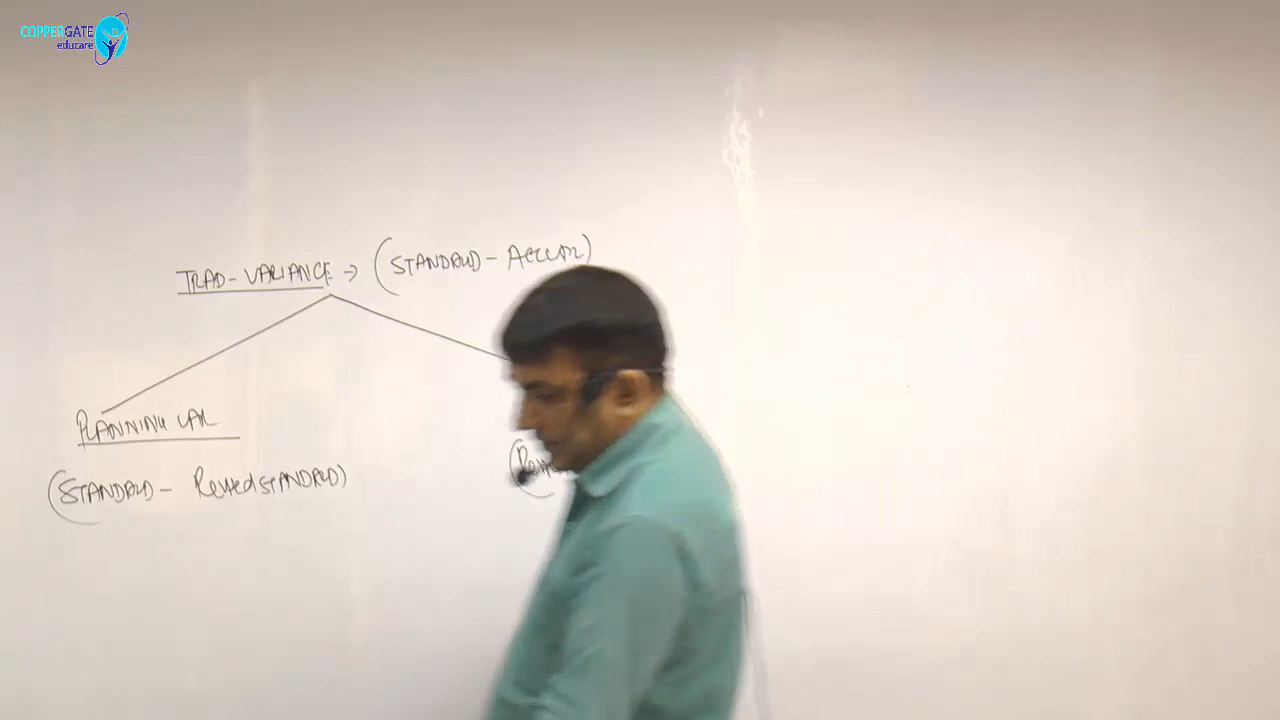 COPPERGATE
educare
TRAD-VARIANCE → (STANDARD - Actual)
PLANNING VAR
(STANDARD - Revised STANDARD)